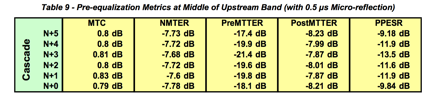 Table 9 - Pre-equalization Metrics at Middle of Upstream Band (with 0.5 µs Micro-reflection)
MTC NMTER PreMTTER PostMTTER PPESR
Cascade
N+5 0.8 dB -7.73 dB -17.4 dB -8.23 dB -9.18 dB
N+4 0.8 dB -7.72 dB -19.9 dB -7.99 dB -11.9 dB
N+3 0.81 dB -7.68 dB -21.4 dB -7.87 dB -13.5 dB
N+2 0.8 dB -7.72 dB -19.6 dB -8.01 dB -11.6 dB
N+1 0.83 dB -7.6 dB -19.8 dB -7.87 dB -11.9 dB
N+0 0.79 dB -7.78 dB -18.1 dB -8.21 dB -9.84 dB